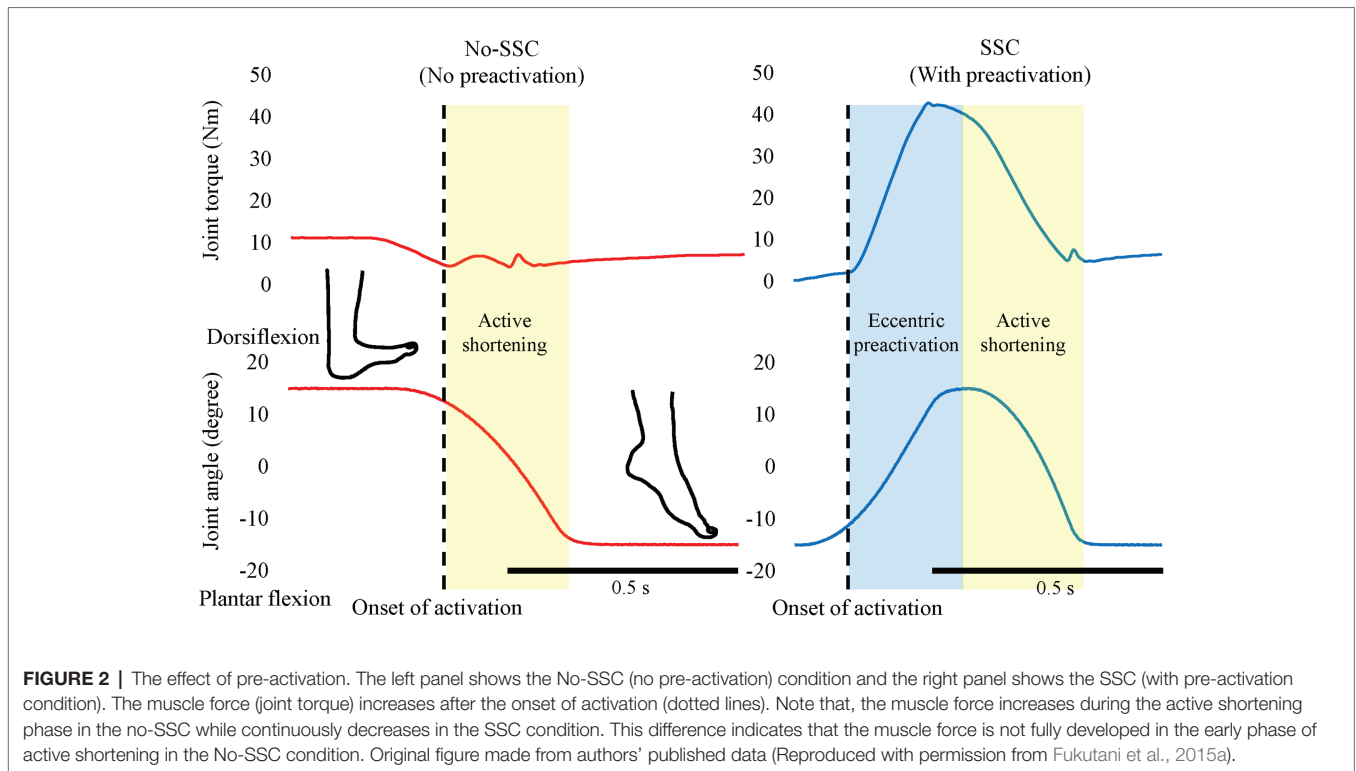 No-SSC
(No preactivation)
SSC
(With preactivation)
Joint torque (Nm)
50
40
30
20
10
0
50
40
30
20
10
0
Dorsiflexion
Active
shortening
Eccentric
preactivation
Active
shortening
Joint angle (degree)
20
10
0
-10
-20
20
10
0
-10
-20
Plantar flexion
Onset of activation
0.5 s
Onset of activation
0.5 s
FIGURE 2 | The effect of pre-activation. The left panel shows the No-SSC (no pre-activation) condition and the right panel shows the SSC (with pre-activation
condition). The muscle force (joint torque) increases after the onset of activation (dotted lines). Note that, the muscle force increases during the active shortening
phase in the no-SSC while continuously decreases in the SSC condition. This difference indicates that the muscle force is not fully developed in the early phase of
active shortening in the No-SSC condition. Original figure made from authors’ published data (Reproduced with permission from Fukutani et al., 2015a).